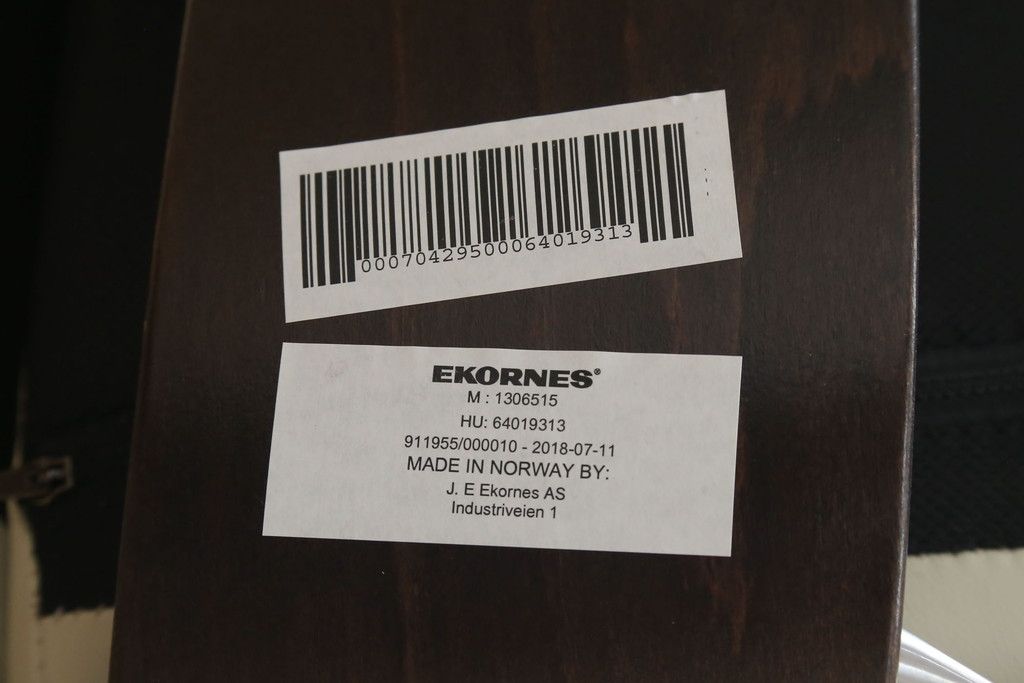 00070429500064019313
EKORNES®
M : 1306515
HU: 64019313
911955/000010 - 2018-07-11
MADE IN NORWAY BY:
J. E Ekornes AS
Industriveien 1